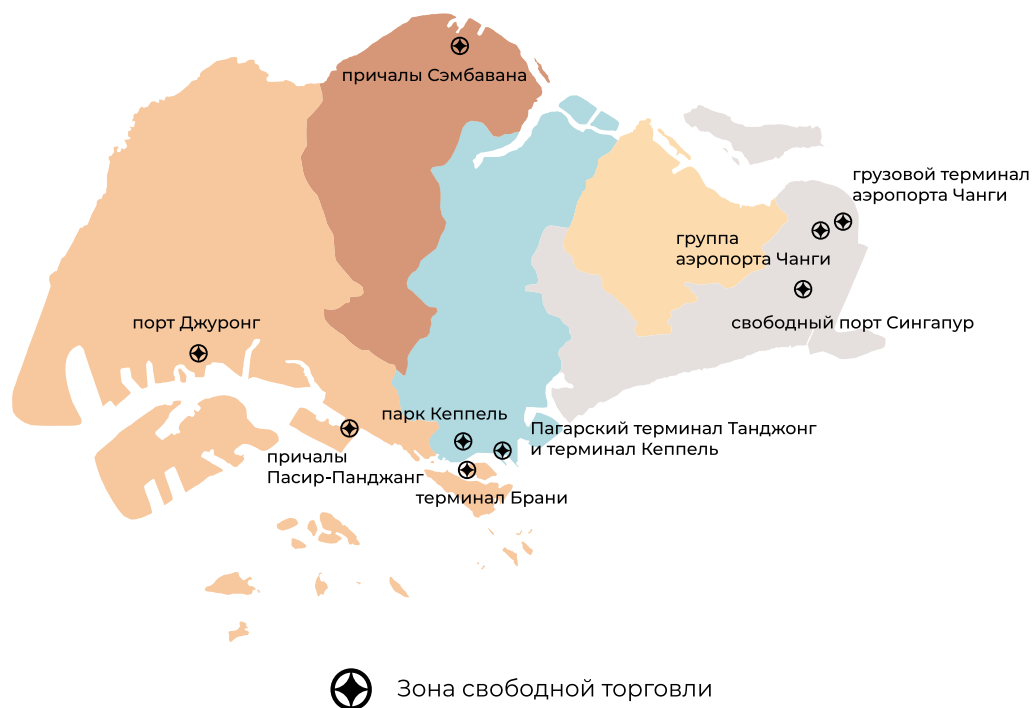 причалы Сэмбавана
грузовой терминал
аэропорта Чанги
группа
аэропорта Чанги
порт Джуронг
свободный порт Сингапур
парк Кеппель
Пагарский терминал Танджонг
и терминал Кеппель
причалы
Пасир-Панджанг
терминал Брани
Зона свободной торговли